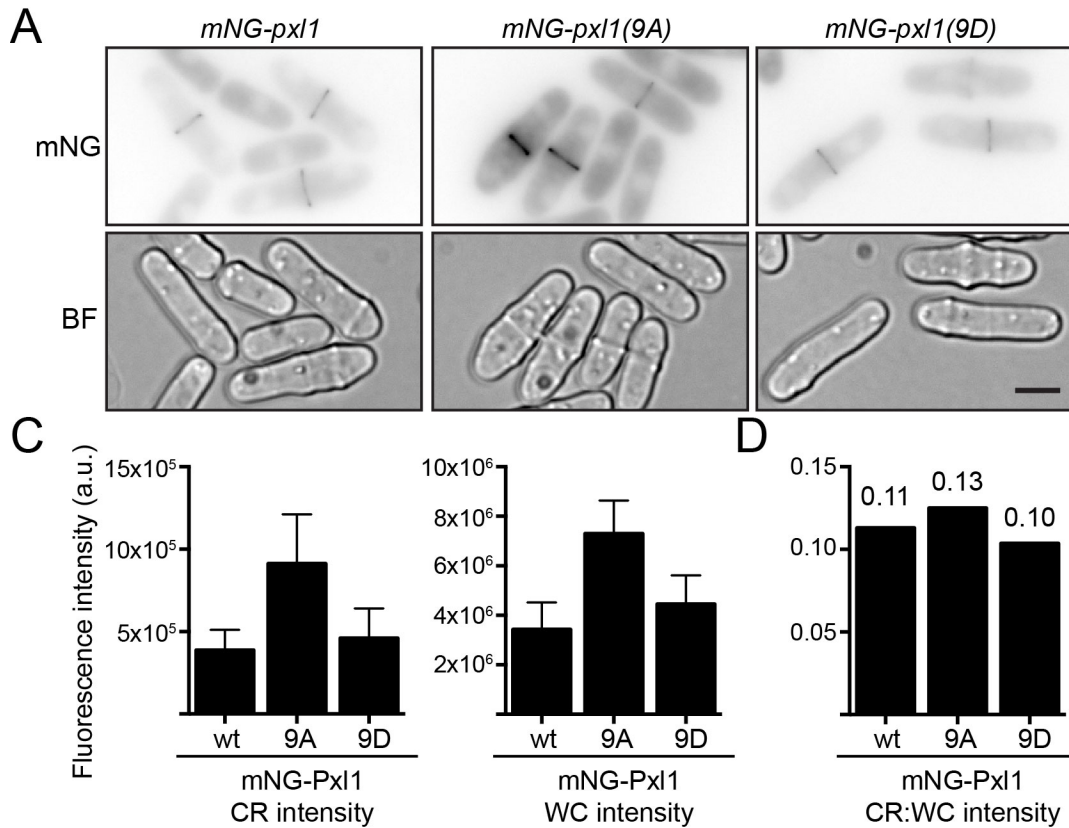 A
mNG-pxl1 mNG-pxl1(9A) mNG-pxl1(9D)
mNG
BF
C
Fluorescence intensity (a.u.)
15x10⁵
10x10⁵
5x10⁵
wt 9A 9D
mNG-Pxl1
CR intensity
10x10⁶
8x10⁶
6x10⁶
4x10⁶
2x10⁶
wt 9A 9D
mNG-Pxl1
WC intensity
D
0.15
0.10
0.05
0.11 0.13 0.10
wt 9A 9D
mNG-Pxl1
CR:WC intensity